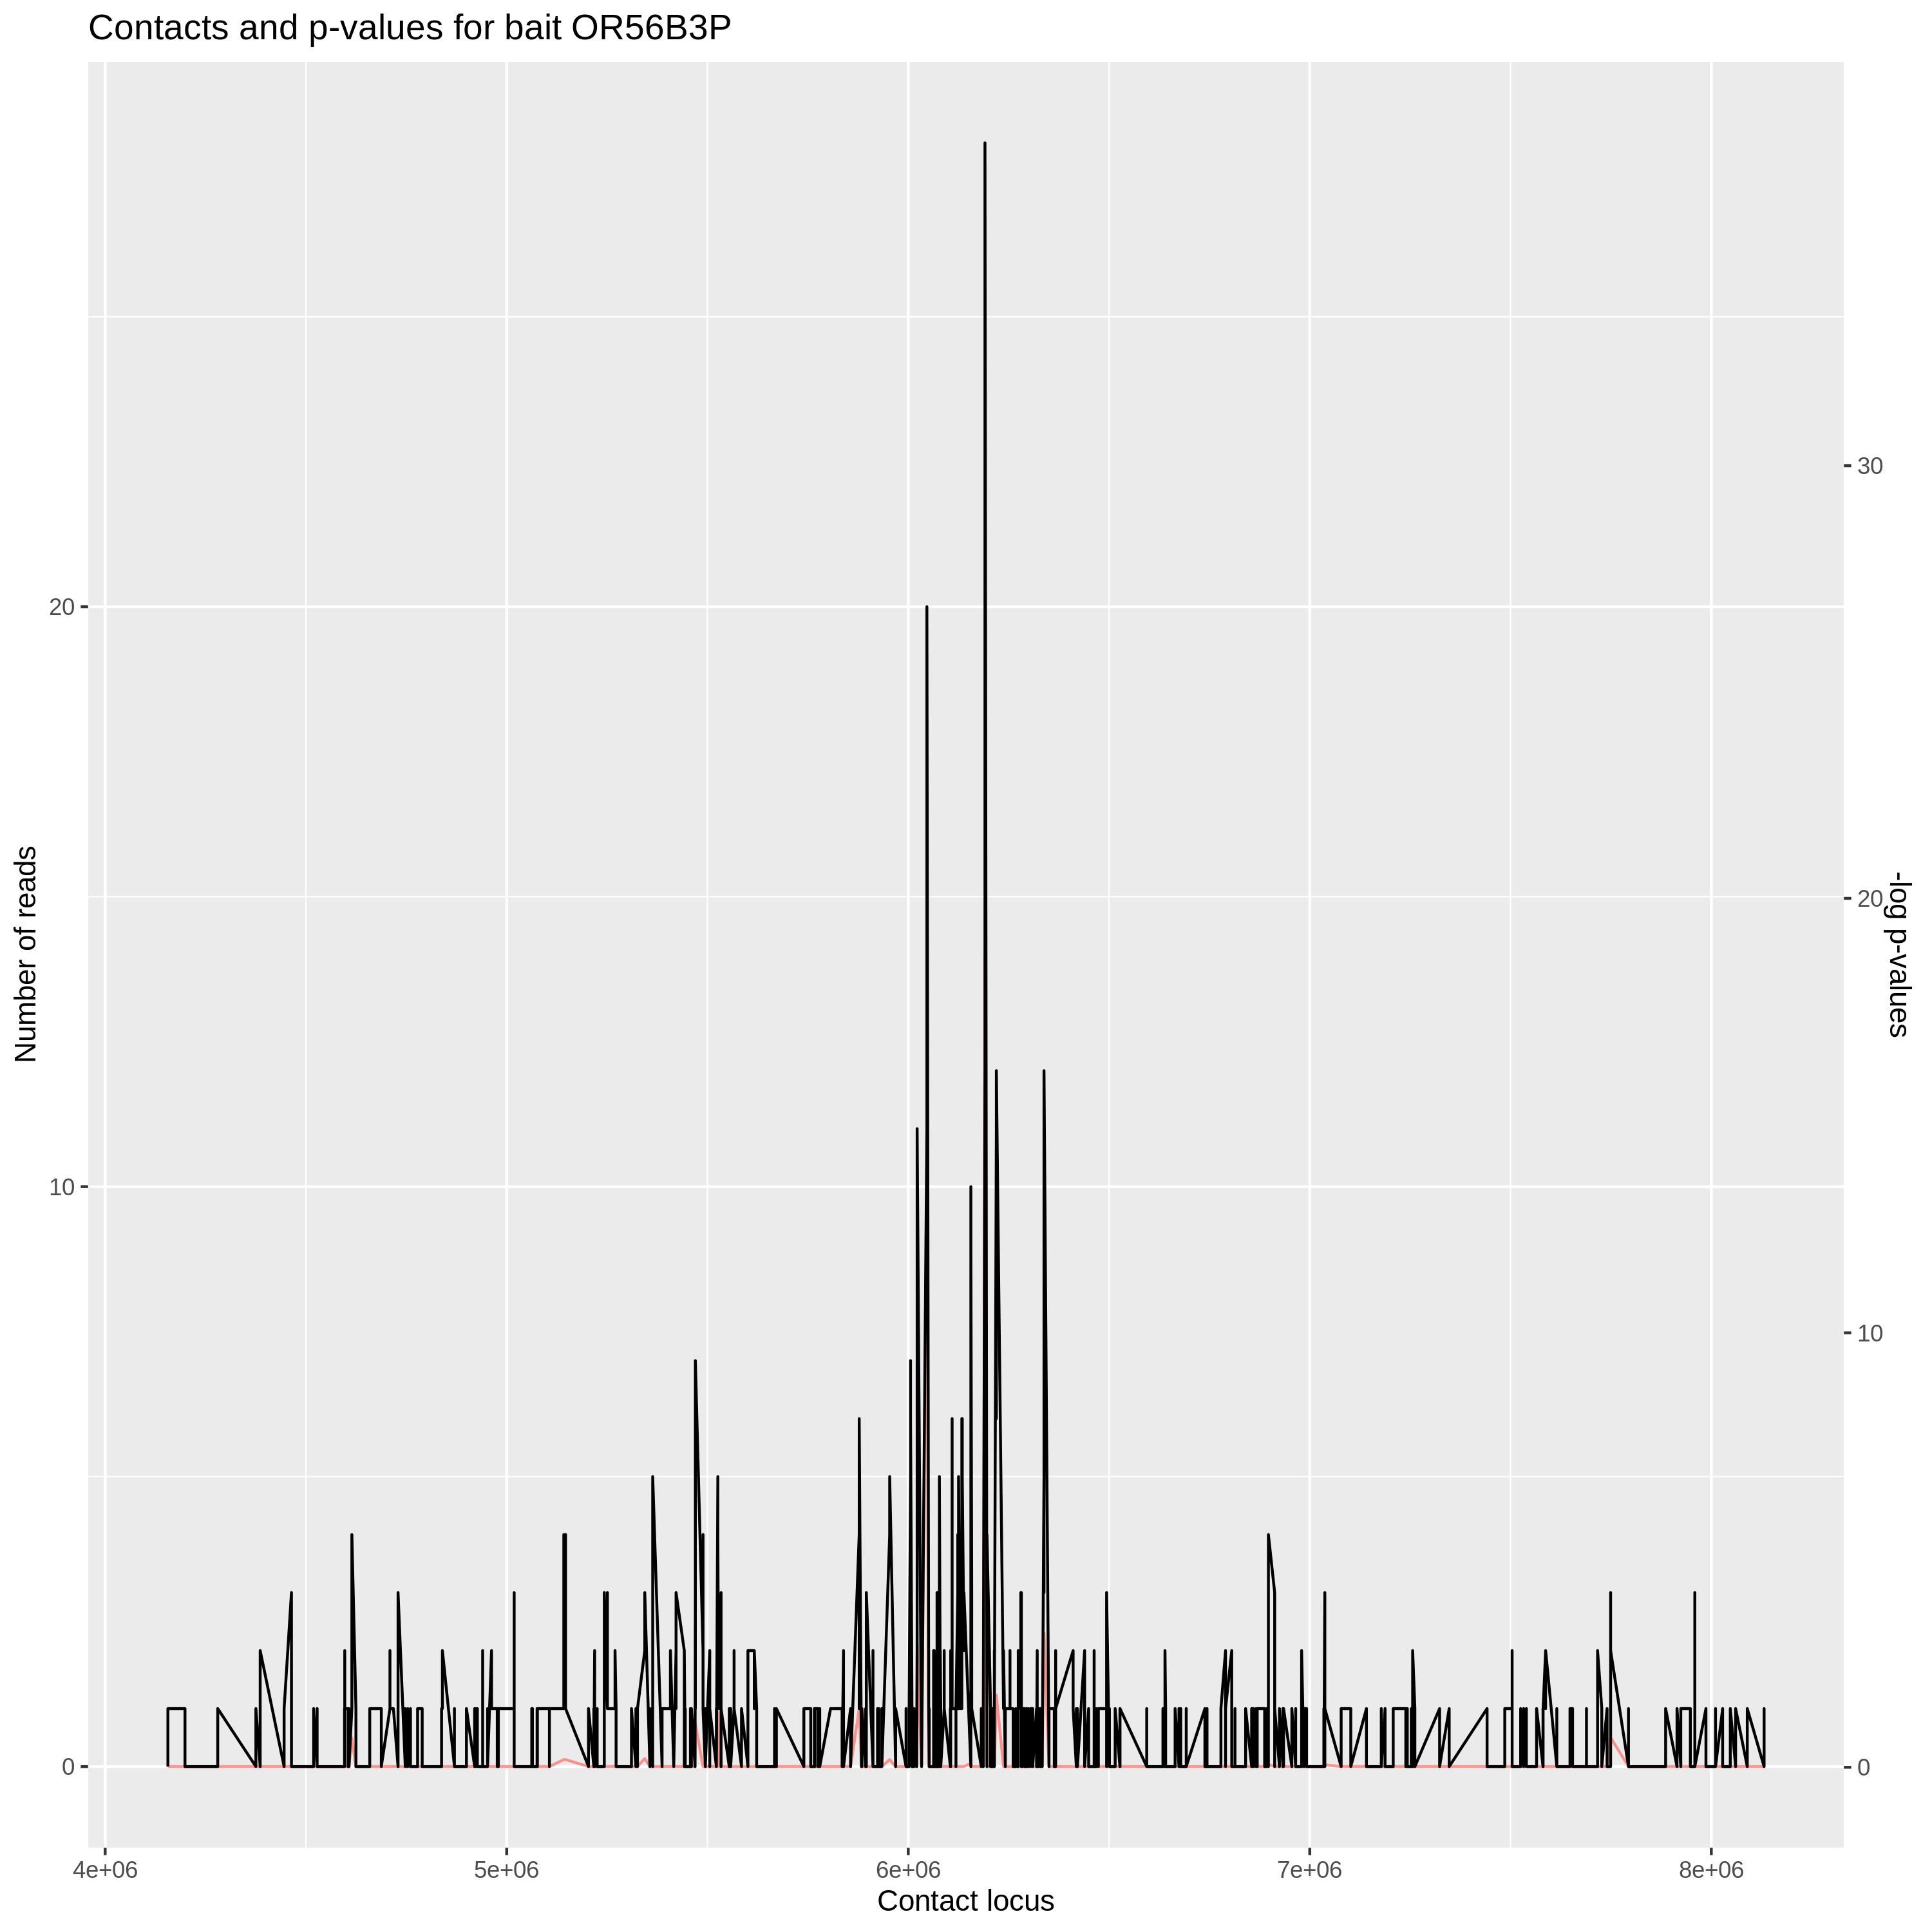 Contacts and p-values for bait OR56B3P
Number of reads
20
10
0
30
20
10
0
-log p-values
4e+06 5e+06 6e+06 7e+06 8e+06
Contact locus